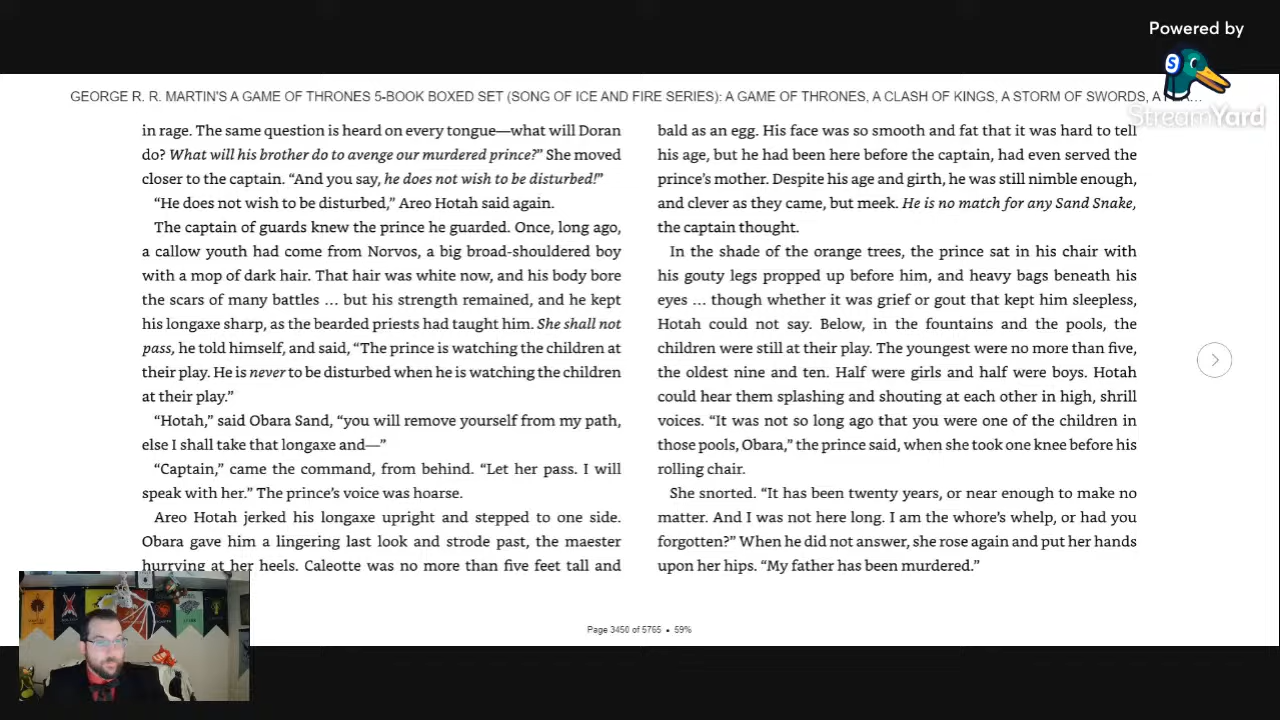 Powered by
StreamYard
GEORGE R. R. MARTIN'S A GAME OF THRONES 5-BOOK BOXED SET (SONG OF ICE AND FIRE SERIES): A GAME OF THRONES, A CLASH OF KINGS, A STORM OF SWORDS,
in rage. The same question is heard on every tongue—what will Doran
do? What will his brother do to avenge our murdered prince?” She moved
closer to the captain. “And you say, he does not wish to be disturbed!”
“He does not wish to be disturbed,” Areo Hotah said again.
The captain of guards knew the prince he guarded. Once, long ago,
a callow youth had come from Norvos, a big broad-shouldered boy
with a mop of dark hair. That hair was white now, and his body bore
the scars of many battles … but his strength remained, and he kept
his longaxe sharp, as the bearded priests had taught him. She shall not
pass, he told himself, and said, “The prince is watching the children at
their play. He is never to be disturbed when he is watching the children
at their play.”
“Hotah,” said Obara Sand, “you will remove yourself from my path,
else I shall take that longaxe and—”
“Captain,” came the command, from behind. “Let her pass. I will
speak with her.” The prince’s voice was hoarse.
Areo Hotah jerked his longaxe upright and stepped to one side.
Obara gave him a lingering last look and strode past, the maester
hurrying at her heels. Caleotte was no more than five feet tall and
bald as an egg. His face was so smooth and fat that it was hard to tell
his age, but he had been here before the captain, had even served the
prince’s mother. Despite his age and girth, he was still nimble enough,
and clever as they came, but meek. He is no match for any Sand Snake,
the captain thought.
In the shade of the orange trees, the prince sat in his chair with
his gouty legs propped up before him, and heavy bags beneath his
eyes … though whether it was grief or gout that kept him sleepless,
Hotah could not say. Below, in the fountains and the pools, the
children were still at their play. The youngest were no more than five,
the oldest nine and ten. Half were girls and half were boys. Hotah
could hear them splashing and shouting at each other in high, shrill
voices. “It was not so long ago that you were one of the children in
those pools, Obara,” the prince said, when she took one knee before his
rolling chair.
She snorted. “It has been twenty years, or near enough to make no
matter. And I was not here long. I am the whore’s whelp, or had you
forgotten?” When he did not answer, she rose again and put her hands
upon her hips. “My father has been murdered.”
Page 3450 of 5765 • 59%